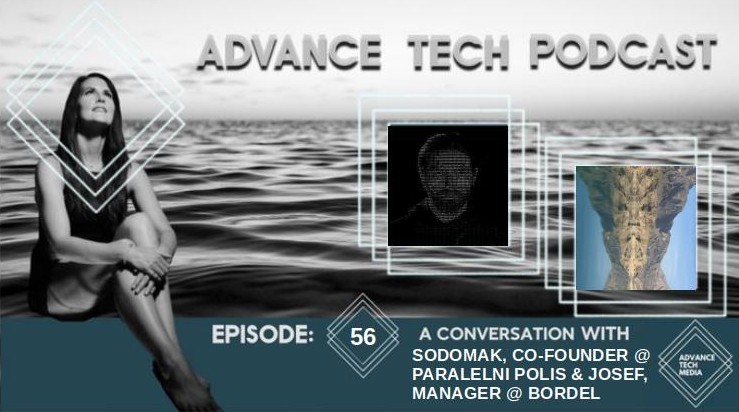 ADVANCE TECH PODCAST
EPISODE:
56
A CONVERSATION WITH
SODOMAK, CO-FOUNDER @
PARALELNI POLIS & JOSEF,
MANAGER @ BORDEL
ADVANCE
TECH
MEDIA